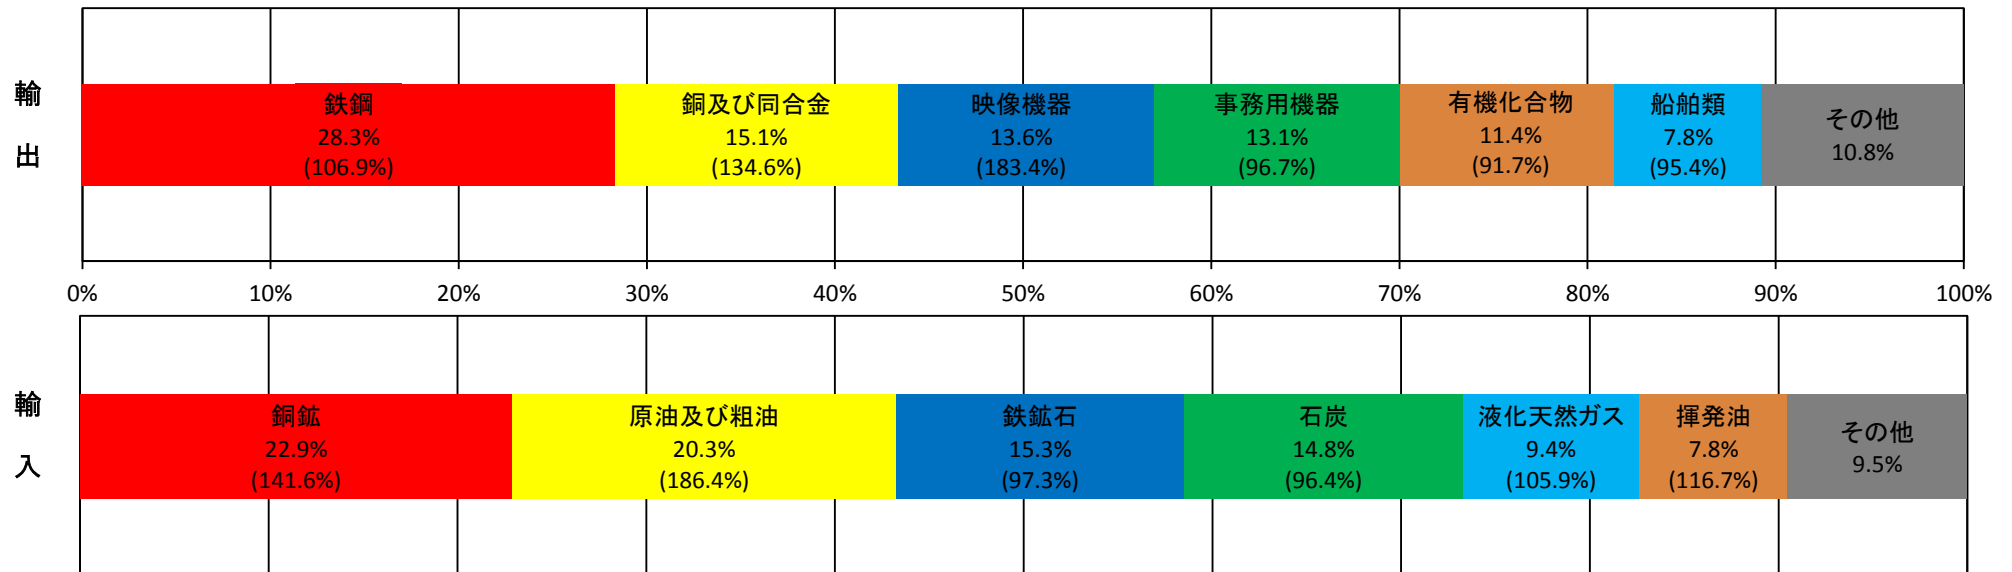 輸
出
鉄鋼
28.3%
(106.9%)
銅及び同合金
15.1%
(134.6%)
映像機器
13.6%
(183.4%)
事務用機器
13.1%
(96.7%)
有機化合物
11.4%
(91.7%)
船舶類
7.8%
(95.4%)
その他
10.8%
0% 10% 20% 30% 40% 50% 60% 70% 80% 90% 100%
輸
入
銅鉱
22.9%
(141.6%)
原油及び粗油
20.3%
(186.4%)
鉄鉱石
15.3%
(97.3%)
石炭
14.8%
(96.4%)
液化天然ガス
9.4%
(105.9%)
揮発油
7.8%
(116.7%)
その他
9.5%